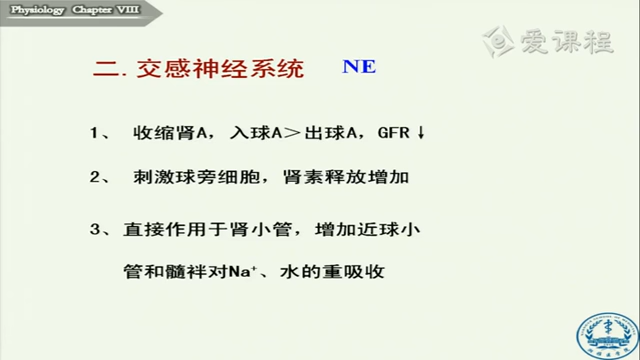 Physiology Chapter VIII
爱课程
二.交感神经系统 NE
1、 收缩肾A，入球A＞出球A，GFR↓
2、 刺激球旁细胞，肾素释放增加
3、直接作用于肾小管，增加近球小
管和髓袢对Na⁺、水的重吸收